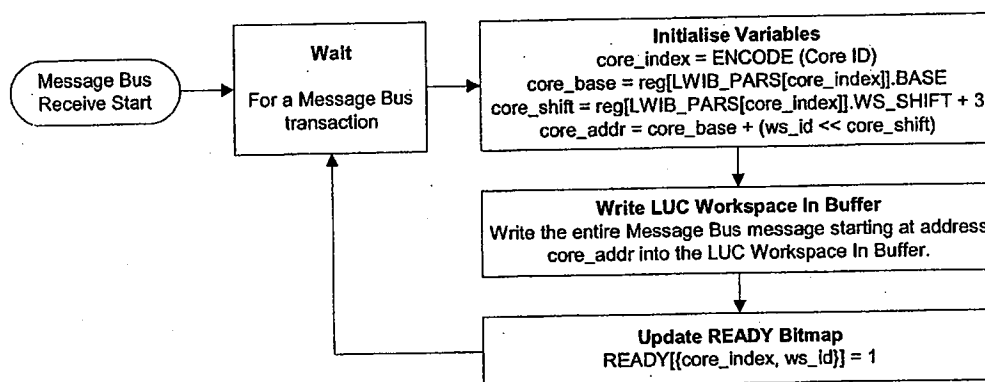 Message Bus
Receive Start
Wait
For a Message Bus
transaction
Initialise Variables
core_index = ENCODE (Core ID)
core_base = reg[LWIB_PARS[core_index]].BASE
core_shift = reg[LWIB_PARS[core_index]].WS_SHIFT + 3
core_addr = core_base + (ws_id << core_shift)
Write LUC Workspace In Buffer
Write the entire Message Bus message starting at address
core_addr into the LUC Workspace In Buffer.
Update READY Bitmap
READY[{core_index, ws_id}] = 1